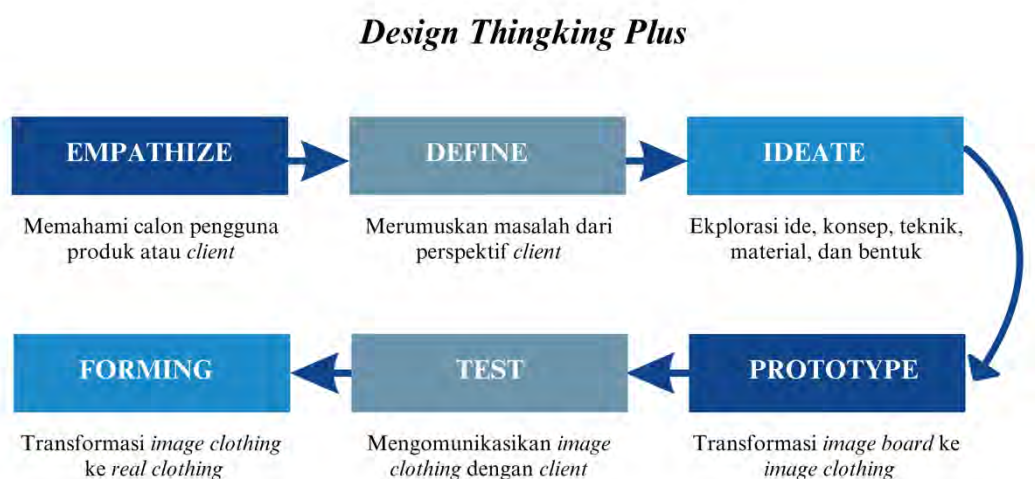 Design Thingking Plus
EMPATHIZE
Memahami calon pengguna
produk atau client
DEFINE
Merumuskan masalah dari
perspektif client
IDEATE
Ekplorasi ide, konsep, teknik,
material, dan bentuk
PROTOTYPE
Transformasi image board ke
image clothing
TEST
Mengomunikasikan image
clothing dengan client
FORMING
Transformasi image clothing
ke real clothing